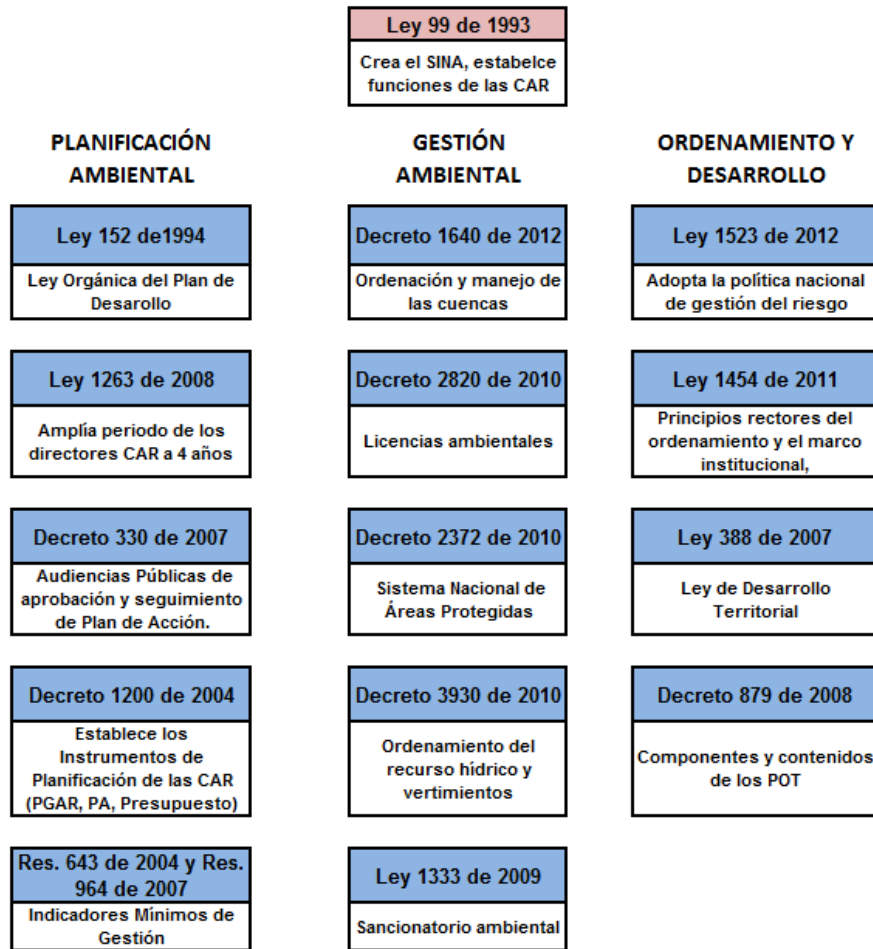 Ley 99 de 1993
Crea el SINA, estabelce
funciones de las CAR
PLANIFICACIÓN
AMBIENTAL
Ley 152 de1994
Ley Orgánica del Plan de
Desarollo
Ley 1263 de 2008
Amplía periodo de los
directores CAR a 4 años
Decreto 330 de 2007
Audiencias Públicas de
aprobación y seguimiento
de Plan de Acción.
Decreto 1200 de 2004
Establece los
Instrumentos de
Planificación de las CAR
(PGAR, PA, Presupuesto)
Res. 643 de 2004 y Res.
964 de 2007
Indicadores Mínimos de
Gestión
GESTIÓN
AMBIENTAL
Decreto 1640 de 2012
Ordenación y manejo de
las cuencas
Decreto 2820 de 2010
Licencias ambientales
Decreto 2372 de 2010
Sistema Nacional de
Áreas Protegidas
Decreto 3930 de 2010
Ordenamiento del
recurso hídrico y
vertimientos
Ley 1333 de 2009
Sancionatorio ambiental
ORDENAMIENTO Y
DESARROLLO
Ley 1523 de 2012
Adopta la política nacional
de gestión del riesgo
Ley 1454 de 2011
Principios rectores del
ordenamiento y el marco
institucional,
Ley 388 de 2007
Ley de Desarrollo
Territorial
Decreto 879 de 2008
Componentes y contenidos
de los POT